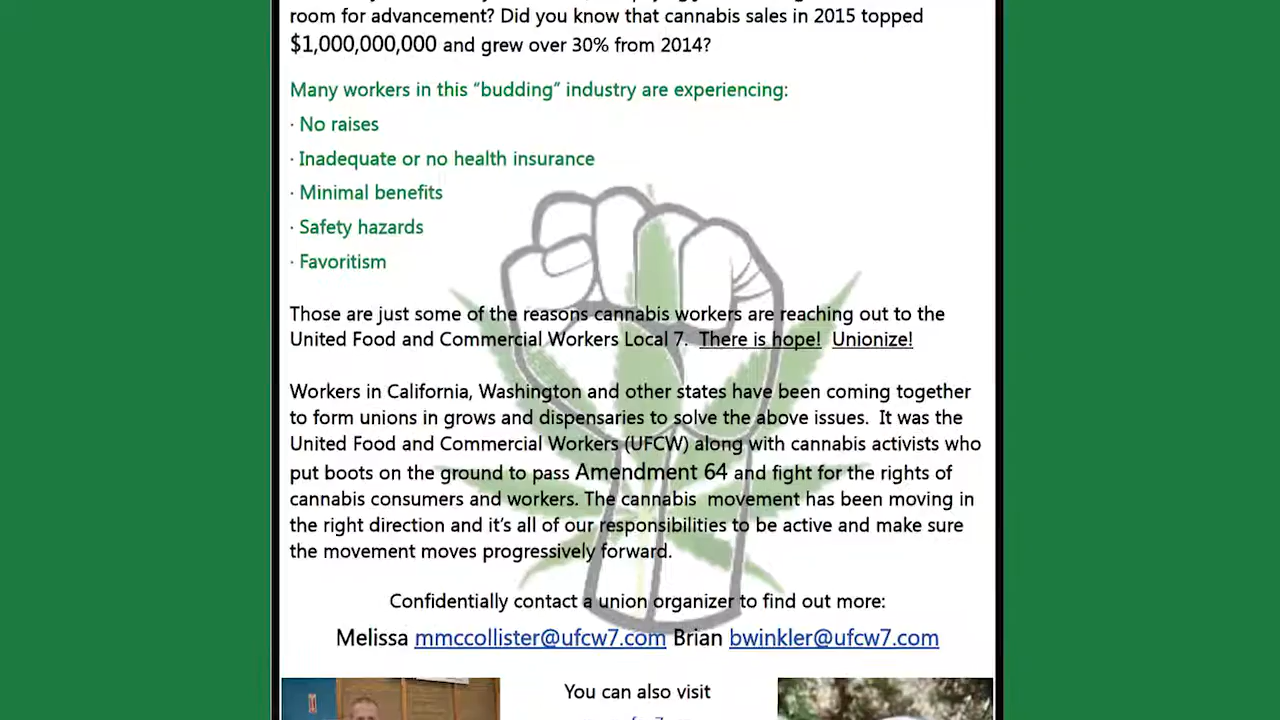 room for advancement? Did you know that cannabis sales in 2015 topped
$1,000,000,000 and grew over 30% from 2014?
Many workers in this “budding” industry are experiencing:
· No raises
· Inadequate or no health insurance
· Minimal benefits
· Safety hazards
· Favoritism
Those are just some of the reasons cannabis workers are reaching out to the
United Food and Commercial Workers Local 7. There is hope! Unionize!
Workers in California, Washington and other states have been coming together
to form unions in grows and dispensaries to solve the above issues. It was the
United Food and Commercial Workers (UFCW) along with cannabis activists who
put boots on the ground to pass Amendment 64 and fight for the rights of
cannabis consumers and workers. The cannabis movement has been moving in
the right direction and it’s all of our responsibilities to be active and make sure
the movement moves progressively forward.
Confidentially contact a union organizer to find out more:
Melissa mmccollister@ufcw7.com Brian bwinkler@ufcw7.com
You can also visit